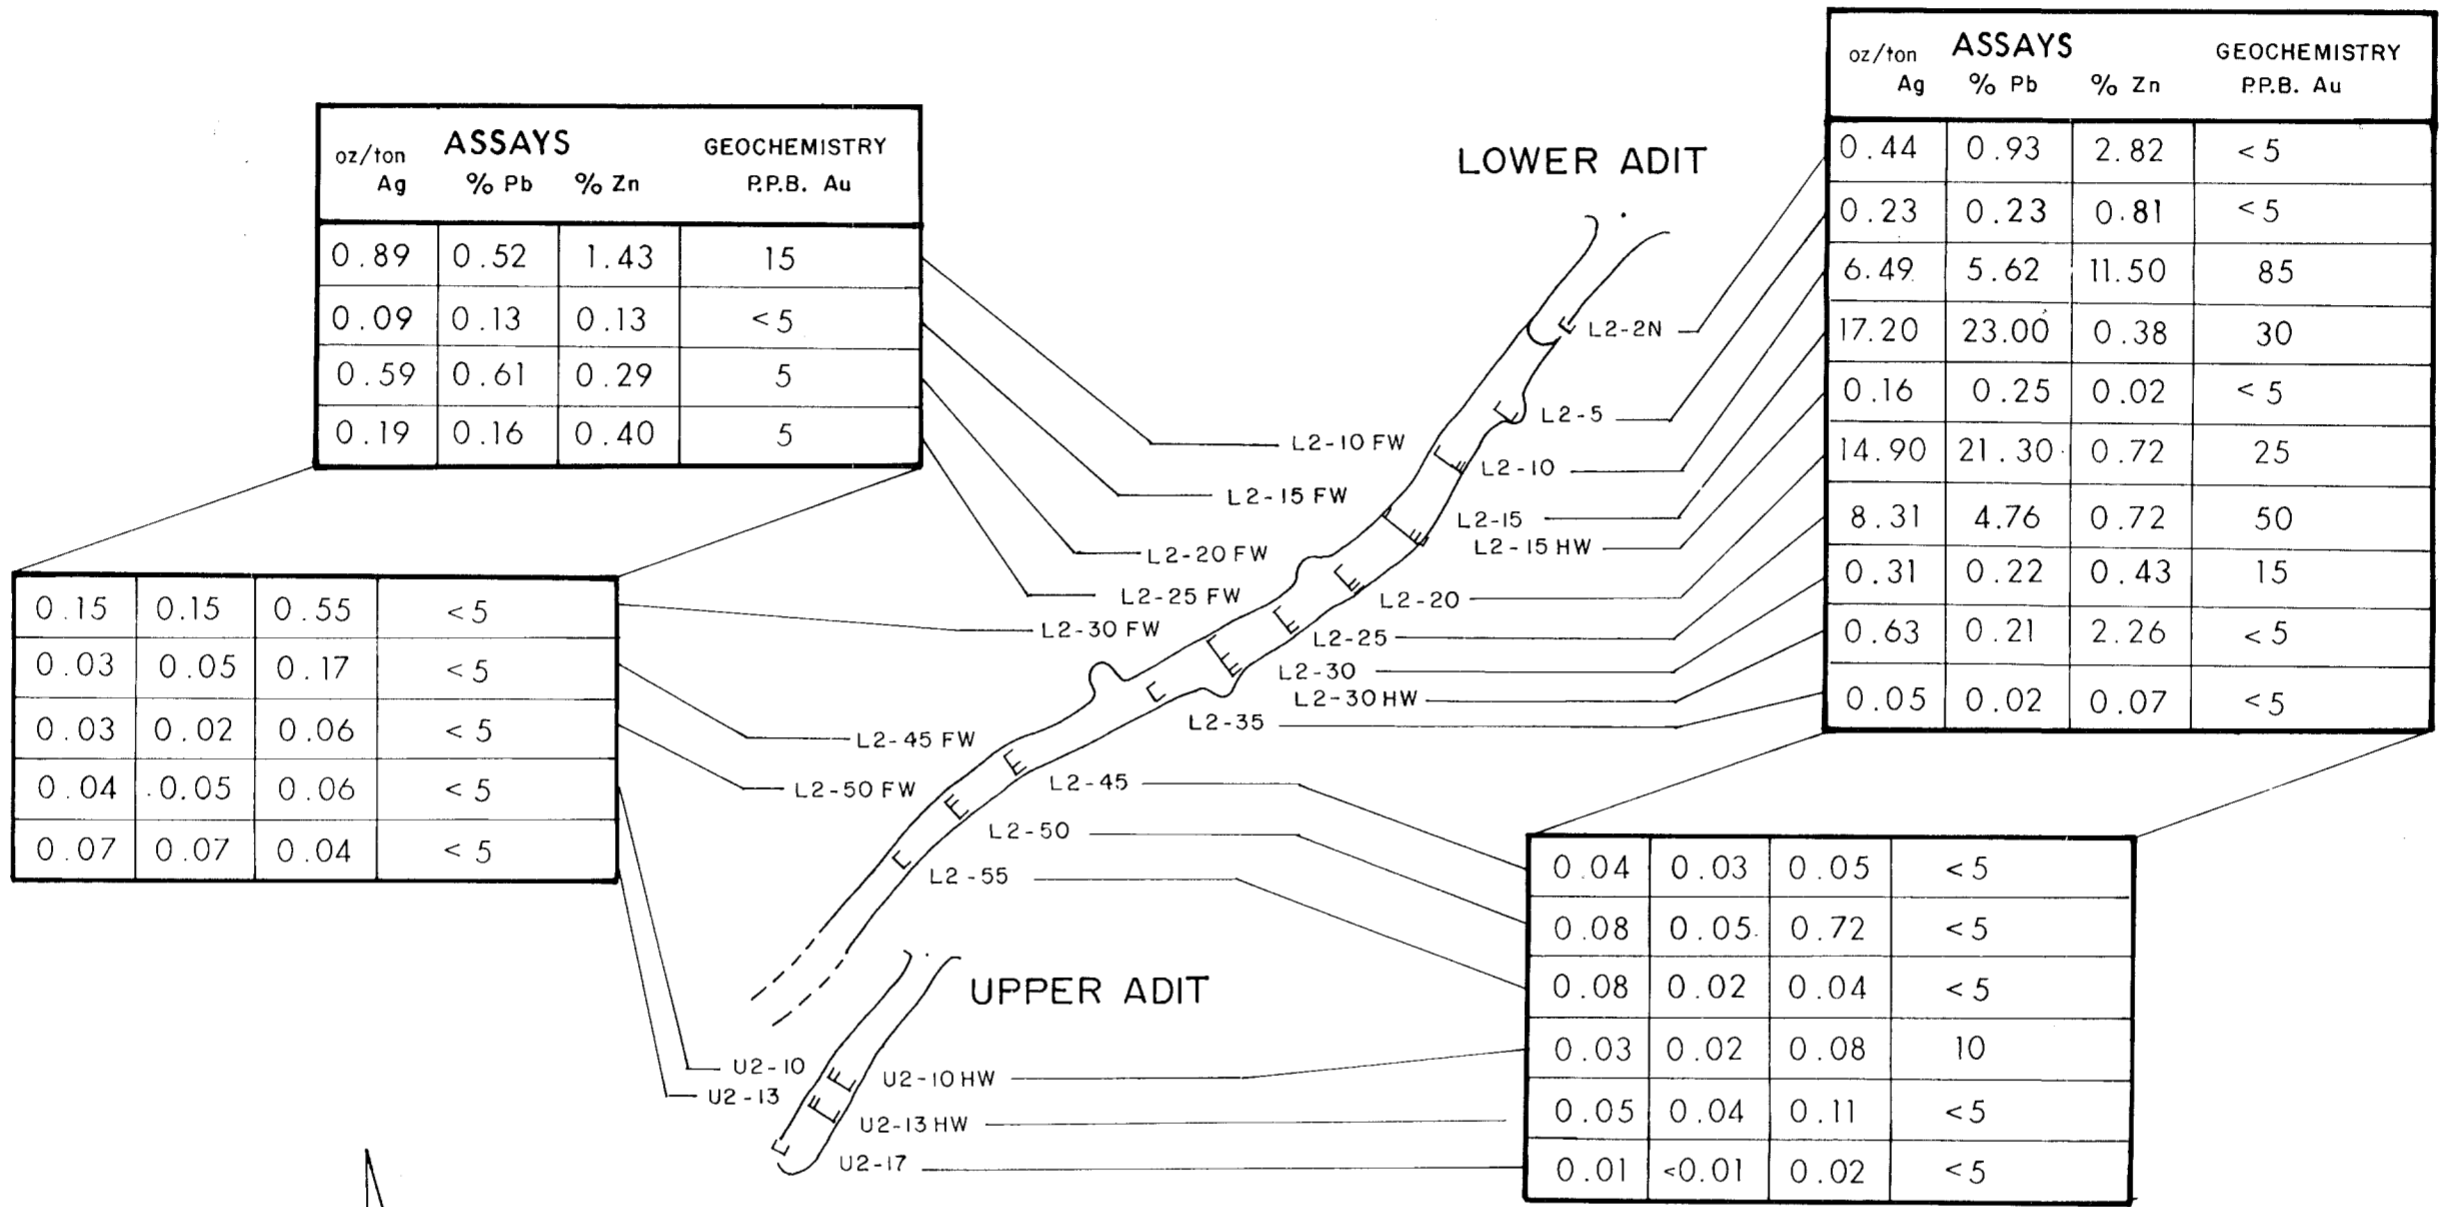 oz/ton ASSAYS GEOCHEMISTRY
Ag % Pb % Zn P.P.B. Au
0.89 0.52 1.43 15
0.09 0.13 0.13 <5
0.59 0.61 0.29 5
0.19 0.16 0.40 5
0.15 0.15 0.55 <5
0.03 0.05 0.17 <5
0.03 0.02 0.06 <5
0.04 0.05 0.06 <5
0.07 0.07 0.04 <5
LOWER ADIT
L2-10 FW
L2-15 FW
L2-20 FW
L2-25 FW
L2-30 FW
L2-45 FW
L2-50 FW
L2-2N
L2-5
L2-10
L2-15
L2-15 HW
L2-20
L2-25
L2-30
L2-30 HW
L2-35
L2-45
L2-50
L2-55
UPPER ADIT
U2-10
U2-13
U2-10 HW
U2-13 HW
U2-17
oz/ton ASSAYS GEOCHEMISTRY
Ag % Pb % Zn P.P.B. Au
0.44 0.93 2.82 <5
0.23 0.23 0.81 <5
6.49 5.62 11.50 85
17.20 23.00 0.38 30
0.16 0.25 0.02 <5
14.90 21.30 0.72 25
8.31 4.76 0.72 50
0.31 0.22 0.43 15
0.63 0.21 2.26 <5
0.05 0.02 0.07 <5
0.04 0.03 0.05 <5
0.08 0.05 0.72 <5
0.08 0.02 0.04 <5
0.03 0.02 0.08 10
0.05 0.04 0.11 <5
0.01 <0.01 0.02 <5